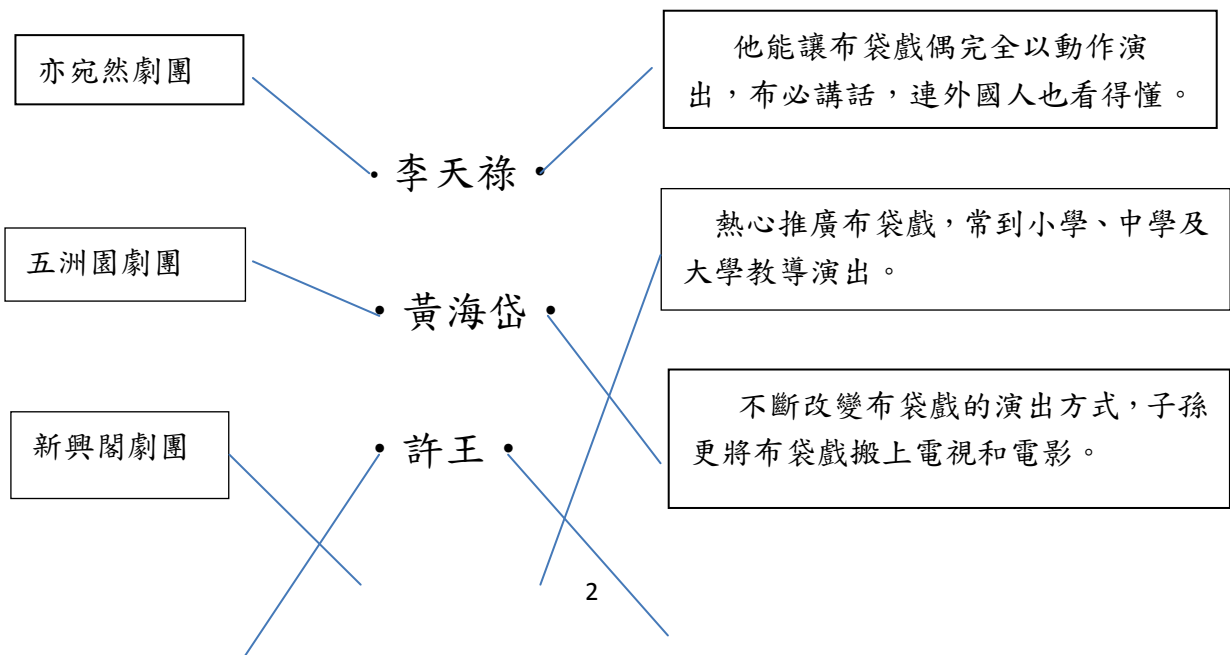 亦宛然劇團
他能讓布袋戲偶完全以動作演
出，布必講話，連外國人也看得懂。
李天祿
熱心推廣布袋戲，常到小學、中學及
大學教導演出。
五洲園劇團
黃海岱
不斷改變布袋戲的演出方式，子孫
更將布袋戲搬上電視和電影。
新興閣劇團
許王
2